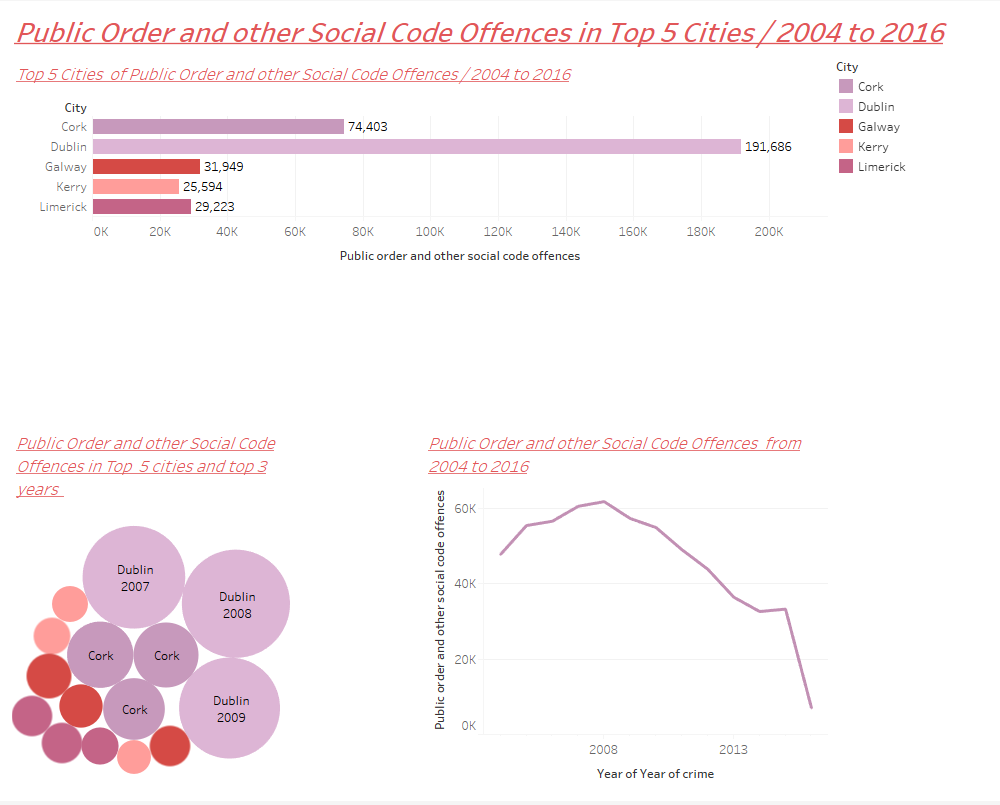 Public Order and other Social Code Offences in Top 5 Cities / 2004 to 2016
Top 5 Cities  of Public Order and other Social Code Offences / 2004 to 2016
City
Cork 74,403
Dublin 191,686
Galway 31,949
Kerry 25,594
Limerick 29,223
0K 20K 40K 60K 80K 100K 120K 140K 160K 180K 200K
Public order and other social code offences
City
Cork
Dublin
Galway
Kerry
Limerick
Public Order and other Social Code
Offences in Top  5 cities and top 3
years
Dublin
2007
Dublin
2008
Cork
Cork
Cork
Dublin
2009
Public Order and other Social Code Offences  from
2004 to 2016
Public order and other social code offences
60K
40K
20K
0K
2008 2013
Year of Year of crime